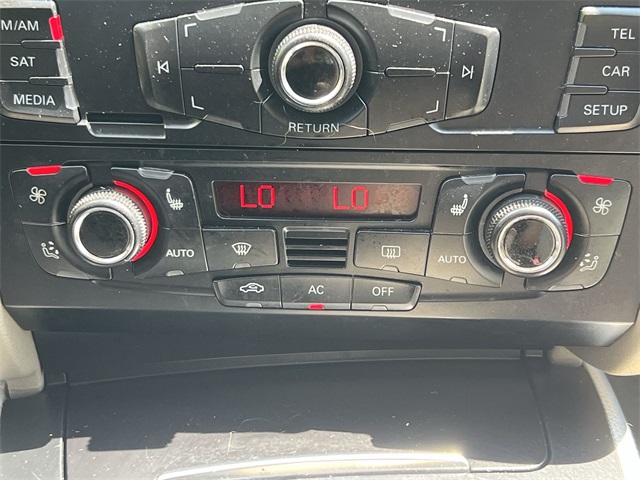 M/AM
SAT
MEDIA
RETURN
TEL
CAR
SETUP
LO LO
AUTO
AUTO
AC
OFF